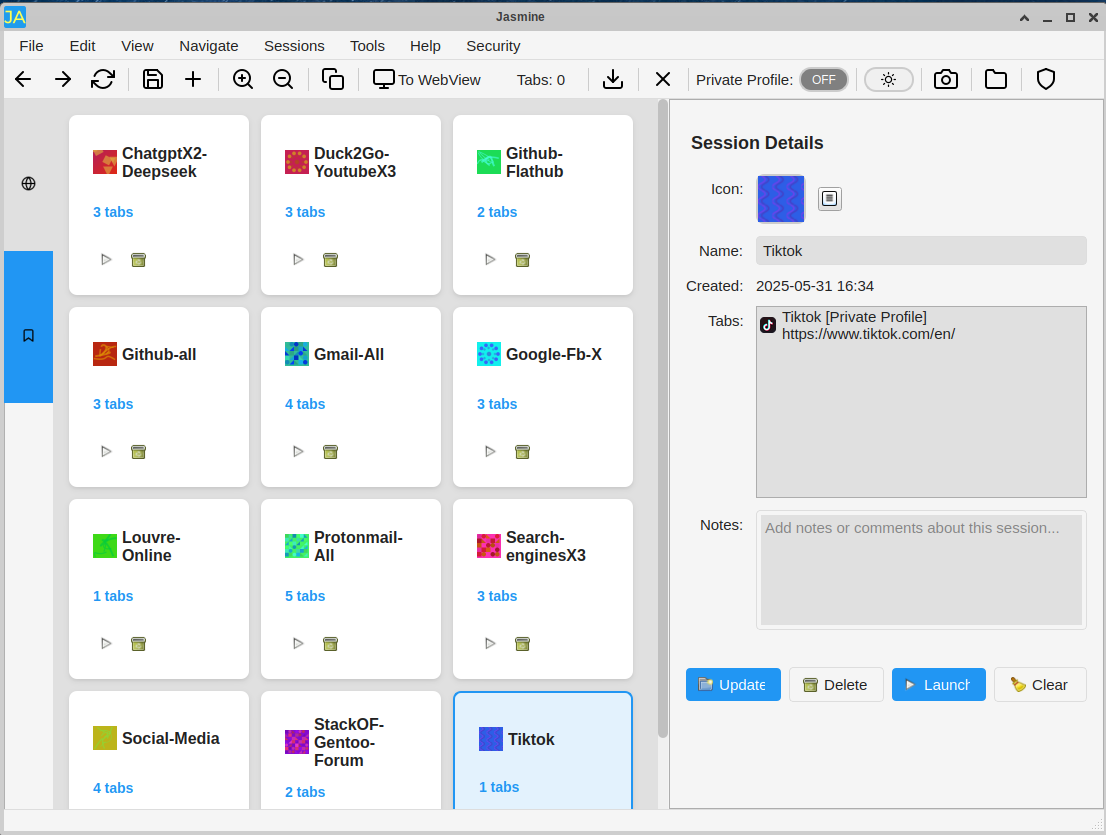 JA
Jasmine
File Edit View Navigate Sessions Tools Help Security
To WebView Tabs: 0 Private Profile: OFF
ChatgptX2-
Deepseek
3 tabs
Duck2Go-
YoutubeX3
3 tabs
Github-
Flathub
2 tabs
Github-all
3 tabs
Gmail-All
4 tabs
Google-Fb-X
3 tabs
Louvre-
Online
1 tabs
Protonmail-
All
5 tabs
Search-
enginesX3
3 tabs
Social-Media
4 tabs
StackOF-
Gentoo-
Forum
2 tabs
Tiktok
1 tabs
Session Details
Icon:
Name: Tiktok
Created: 2025-05-31 16:34
Tabs: Tiktok [Private Profile]
https://www.tiktok.com/en/
Notes: Add notes or comments about this session...
Update Delete Launch Clear